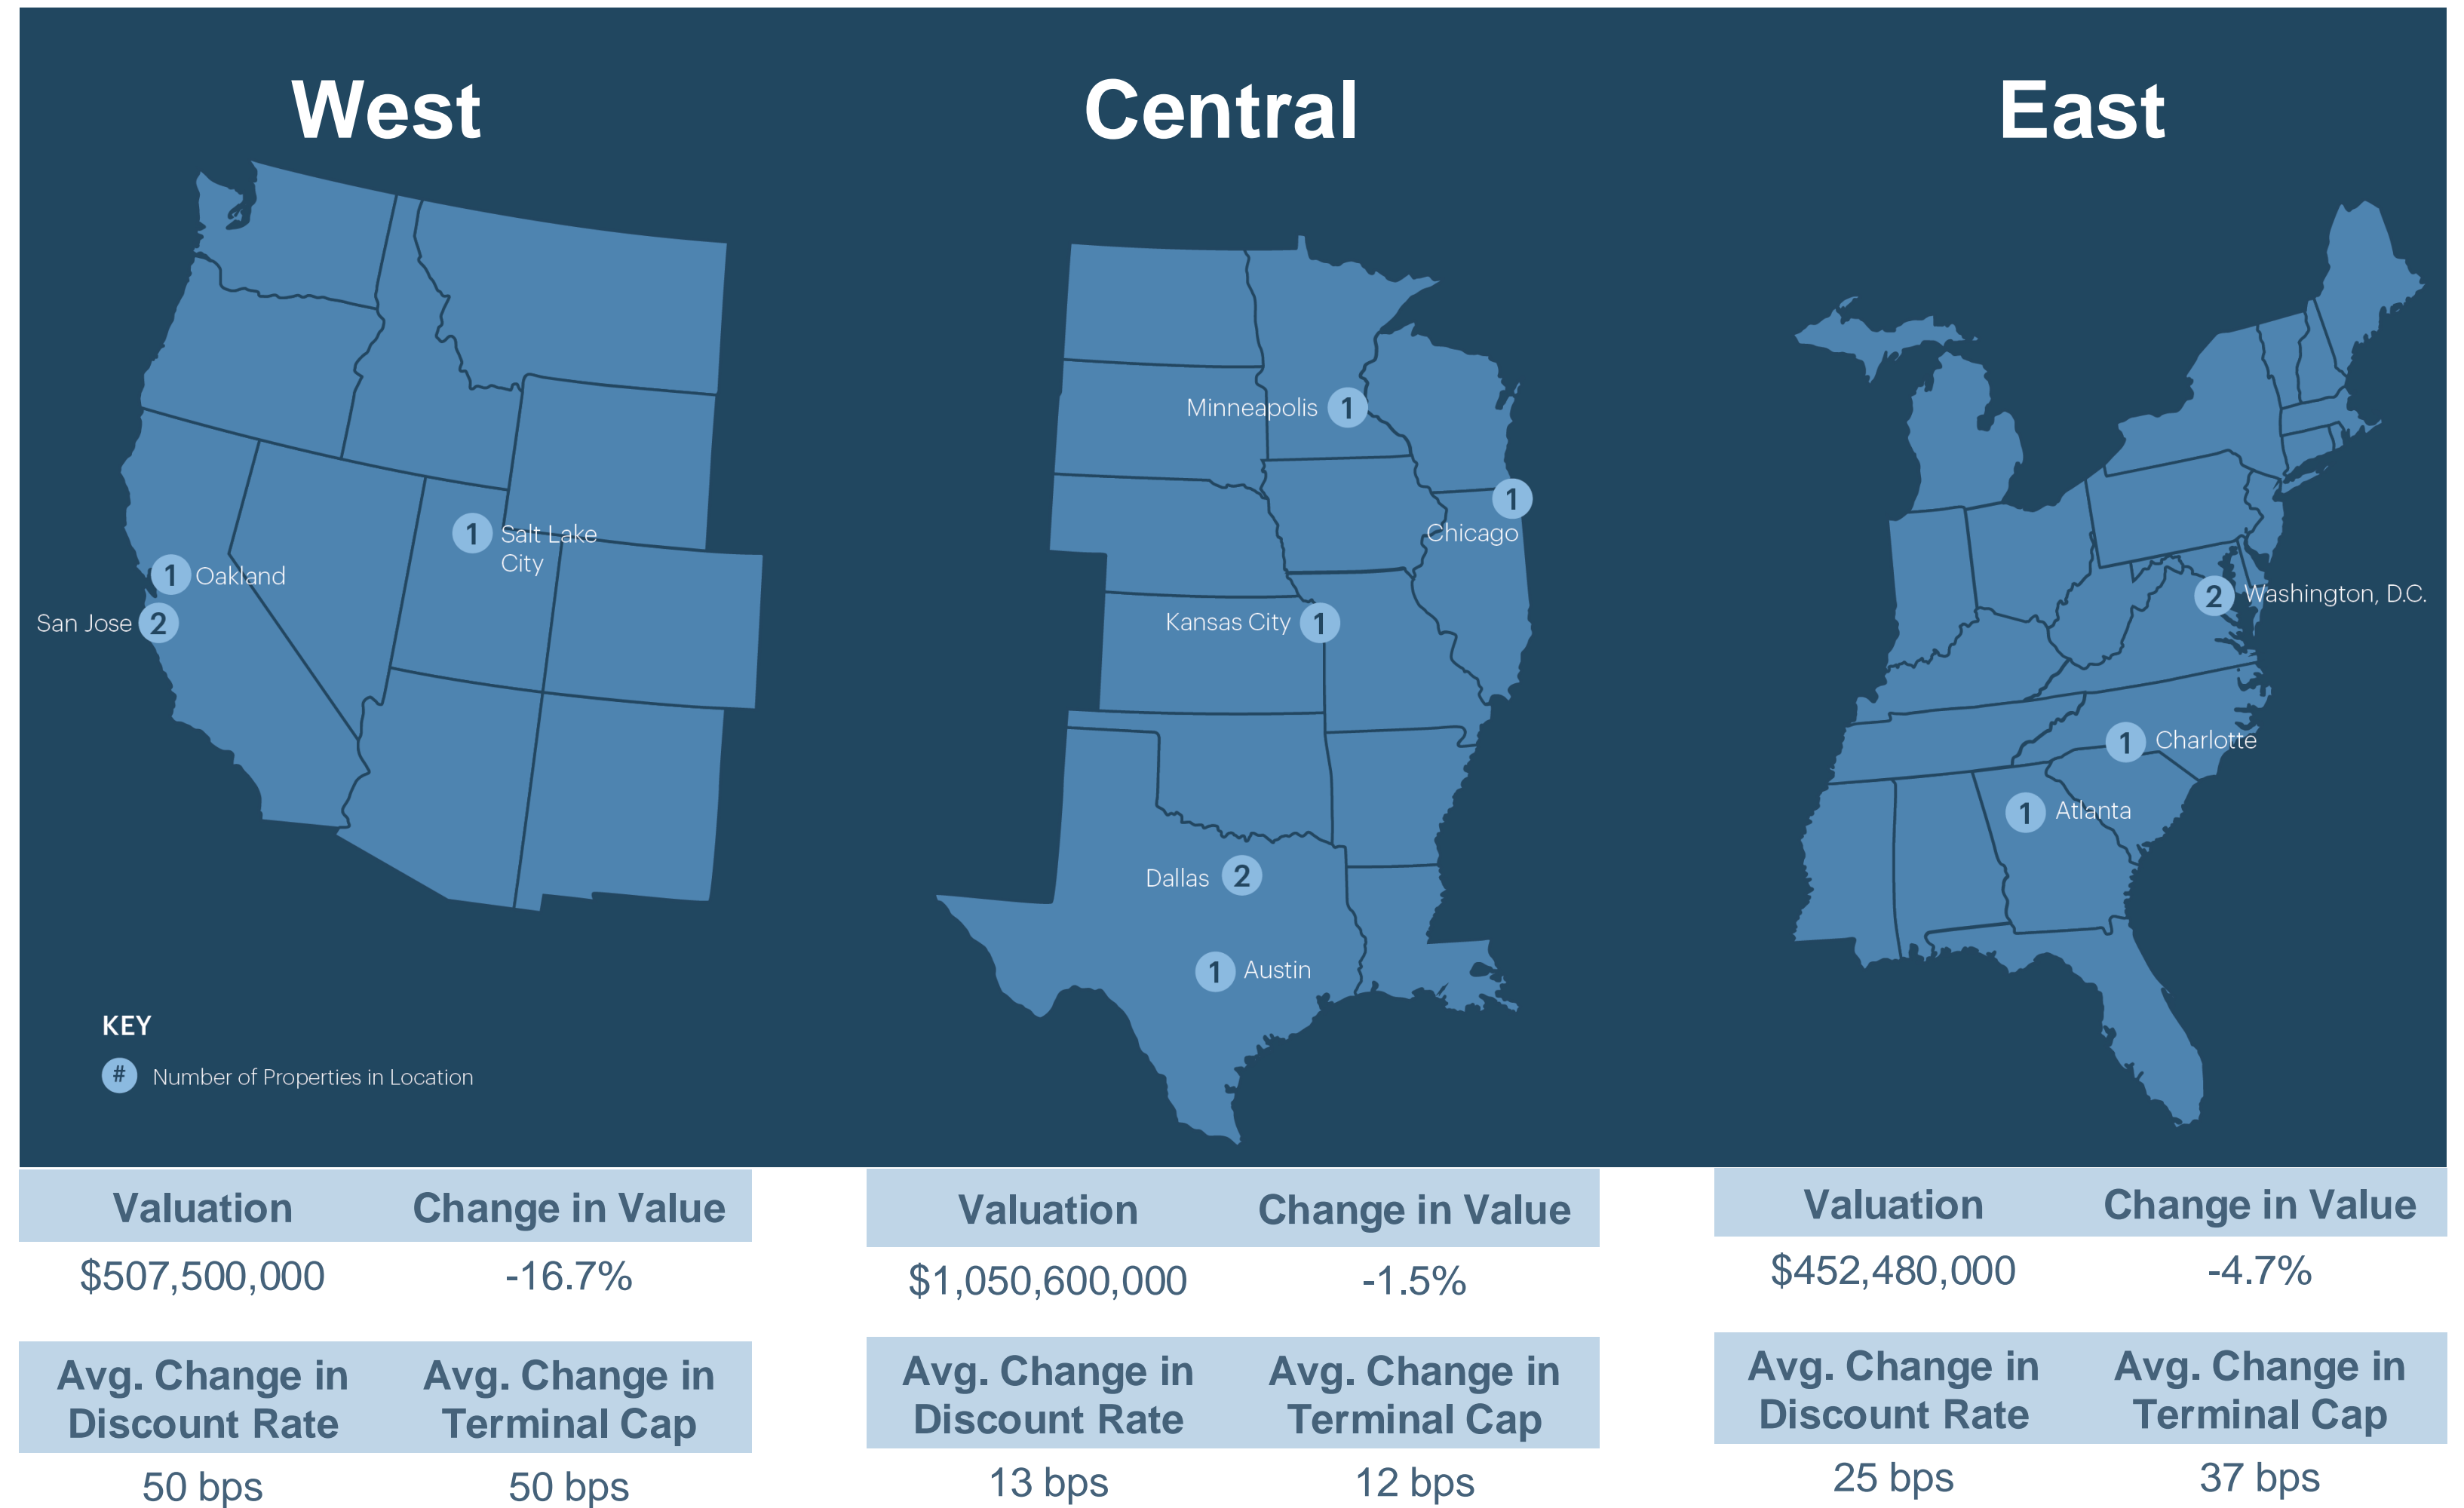 West
Central
East
Salt Lake
City
1
Oakland
1
San Jose
2
Minneapolis
1
1
Chicago
Kansas City
1
Dallas
2
1
Austin
2
Washington, D.C.
1
Charlotte
1
Atlanta
KEY
#
Number of Properties in Location
Valuation
Change in Value
$507,500,000
-16.7%
Avg. Change in
Discount Rate
Avg. Change in
Terminal Cap
50 bps
50 bps
Valuation
Change in Value
$1,050,600,000
-1.5%
Avg. Change in
Discount Rate
Avg. Change in
Terminal Cap
13 bps
12 bps
Valuation
Change in Value
$452,480,000
-4.7%
Avg. Change in
Discount Rate
Avg. Change in
Terminal Cap
25 bps
37 bps